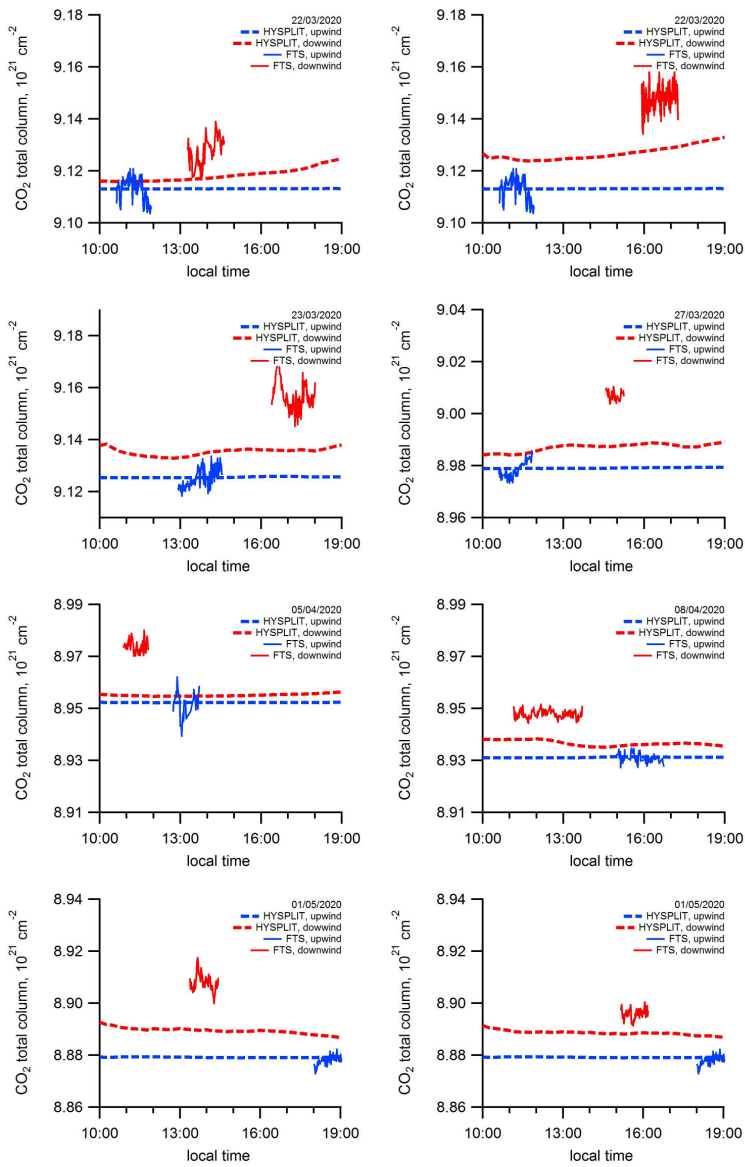 22/03/2020
HYSPLIT, upwind
HYSPLIT, dowwind
FTS, upwind
FTS, downwind
CO2 total column, 10^21 cm^-2
9.18
9.16
9.14
9.12
9.10
10:00 13:00 16:00 19:00
local time
22/03/2020
HYSPLIT, upwind
HYSPLIT, dowwind
FTS, upwind
FTS, downwind
CO2 total column, 10^21 cm^-2
9.18
9.16
9.14
9.12
9.10
10:00 13:00 16:00 19:00
local time
23/03/2020
HYSPLIT, upwind
HYSPLIT, dowwind
FTS, upwind
FTS, downwind
CO2 total column, 10^21 cm^-2
9.18
9.16
9.14
9.12
10:00 13:00 16:00 19:00
local time
27/03/2020
HYSPLIT, upwind
HYSPLIT, dowwind
FTS, upwind
FTS, downwind
CO2 total column, 10^21 cm^-2
9.04
9.02
9.00
8.98
8.96
10:00 13:00 16:00 19:00
local time
05/04/2020
HYSPLIT, upwind
HYSPLIT, dowwind
FTS, upwind
FTS, downwind
CO2 total column, 10^21 cm^-2
8.99
8.97
8.95
8.93
8.91
10:00 13:00 16:00 19:00
local time
08/04/2020
HYSPLIT, upwind
HYSPLIT, dowwind
FTS, upwind
FTS, downwind
CO2 total column, 10^21 cm^-2
8.99
8.97
8.95
8.93
8.91
10:00 13:00 16:00 19:00
local time
01/05/2020
HYSPLIT, upwind
HYSPLIT, dowwind
FTS, upwind
FTS, downwind
CO2 total column, 10^21 cm^-2
8.94
8.92
8.90
8.88
8.86
10:00 13:00 16:00 19:00
local time
01/05/2020
HYSPLIT, upwind
HYSPLIT, dowwind
FTS, upwind
FTS, downwind
CO2 total column, 10^21 cm^-2
8.94
8.92
8.90
8.88
8.86
10:00 13:00 16:00 19:00
local time